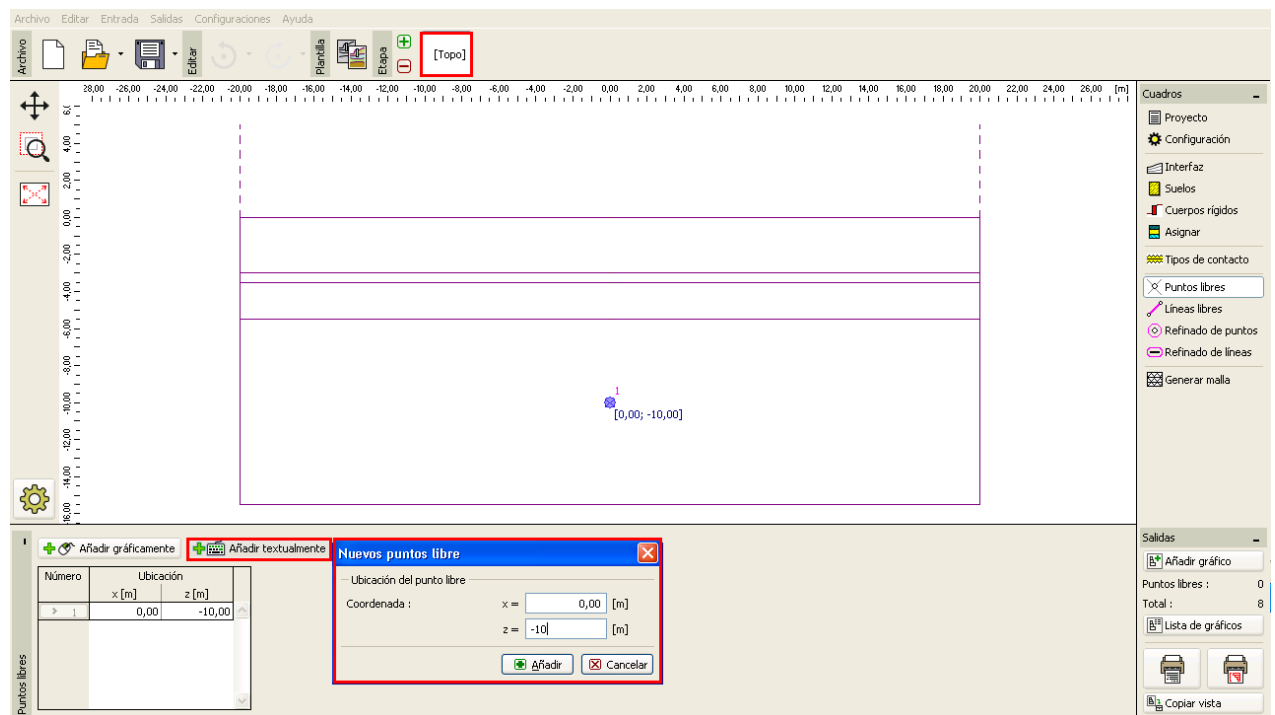 Archivo Editar Entrada Salidas Configuraciones Ayuda
Archivo
Editar
Plantilla
Etapa
[Topo]
28,00 -26,00 -24,00 -22,00 -20,00 -18,00 -16,00 -14,00 -12,00 -10,00 -8,00 -6,00 -4,00 -2,00 0,00 2,00 4,00 6,00 8,00 10,00 12,00 14,00 16,00 18,00 20,00 22,00 24,00 26,00 [m]
4,00
2,00
0,00
-2,00
-4,00
-6,00
-8,00
-10,00
-12,00
-14,00
-16,00
1
[0,00; -10,00]
Cuadros
Proyecto
Configuración
Interfaz
Suelos
Cuerpos rígidos
Asignar
Tipos de contacto
Puntos libres
Líneas libres
Refinado de puntos
Refinado de líneas
Generar malla
Puntos libres
Añadir gráficamente Añadir textualmente
Número Ubicación
x [m] z [m]
> 1 0,00 -10,00
Nuevos puntos libre
Ubicación del punto libre
Coordenada : x = 0,00 [m]
z = -10 [m]
Añadir Cancelar
Salidas
Añadir gráfico
Puntos libres : 0
Total : 8
Lista de gráficos
Copiar vista